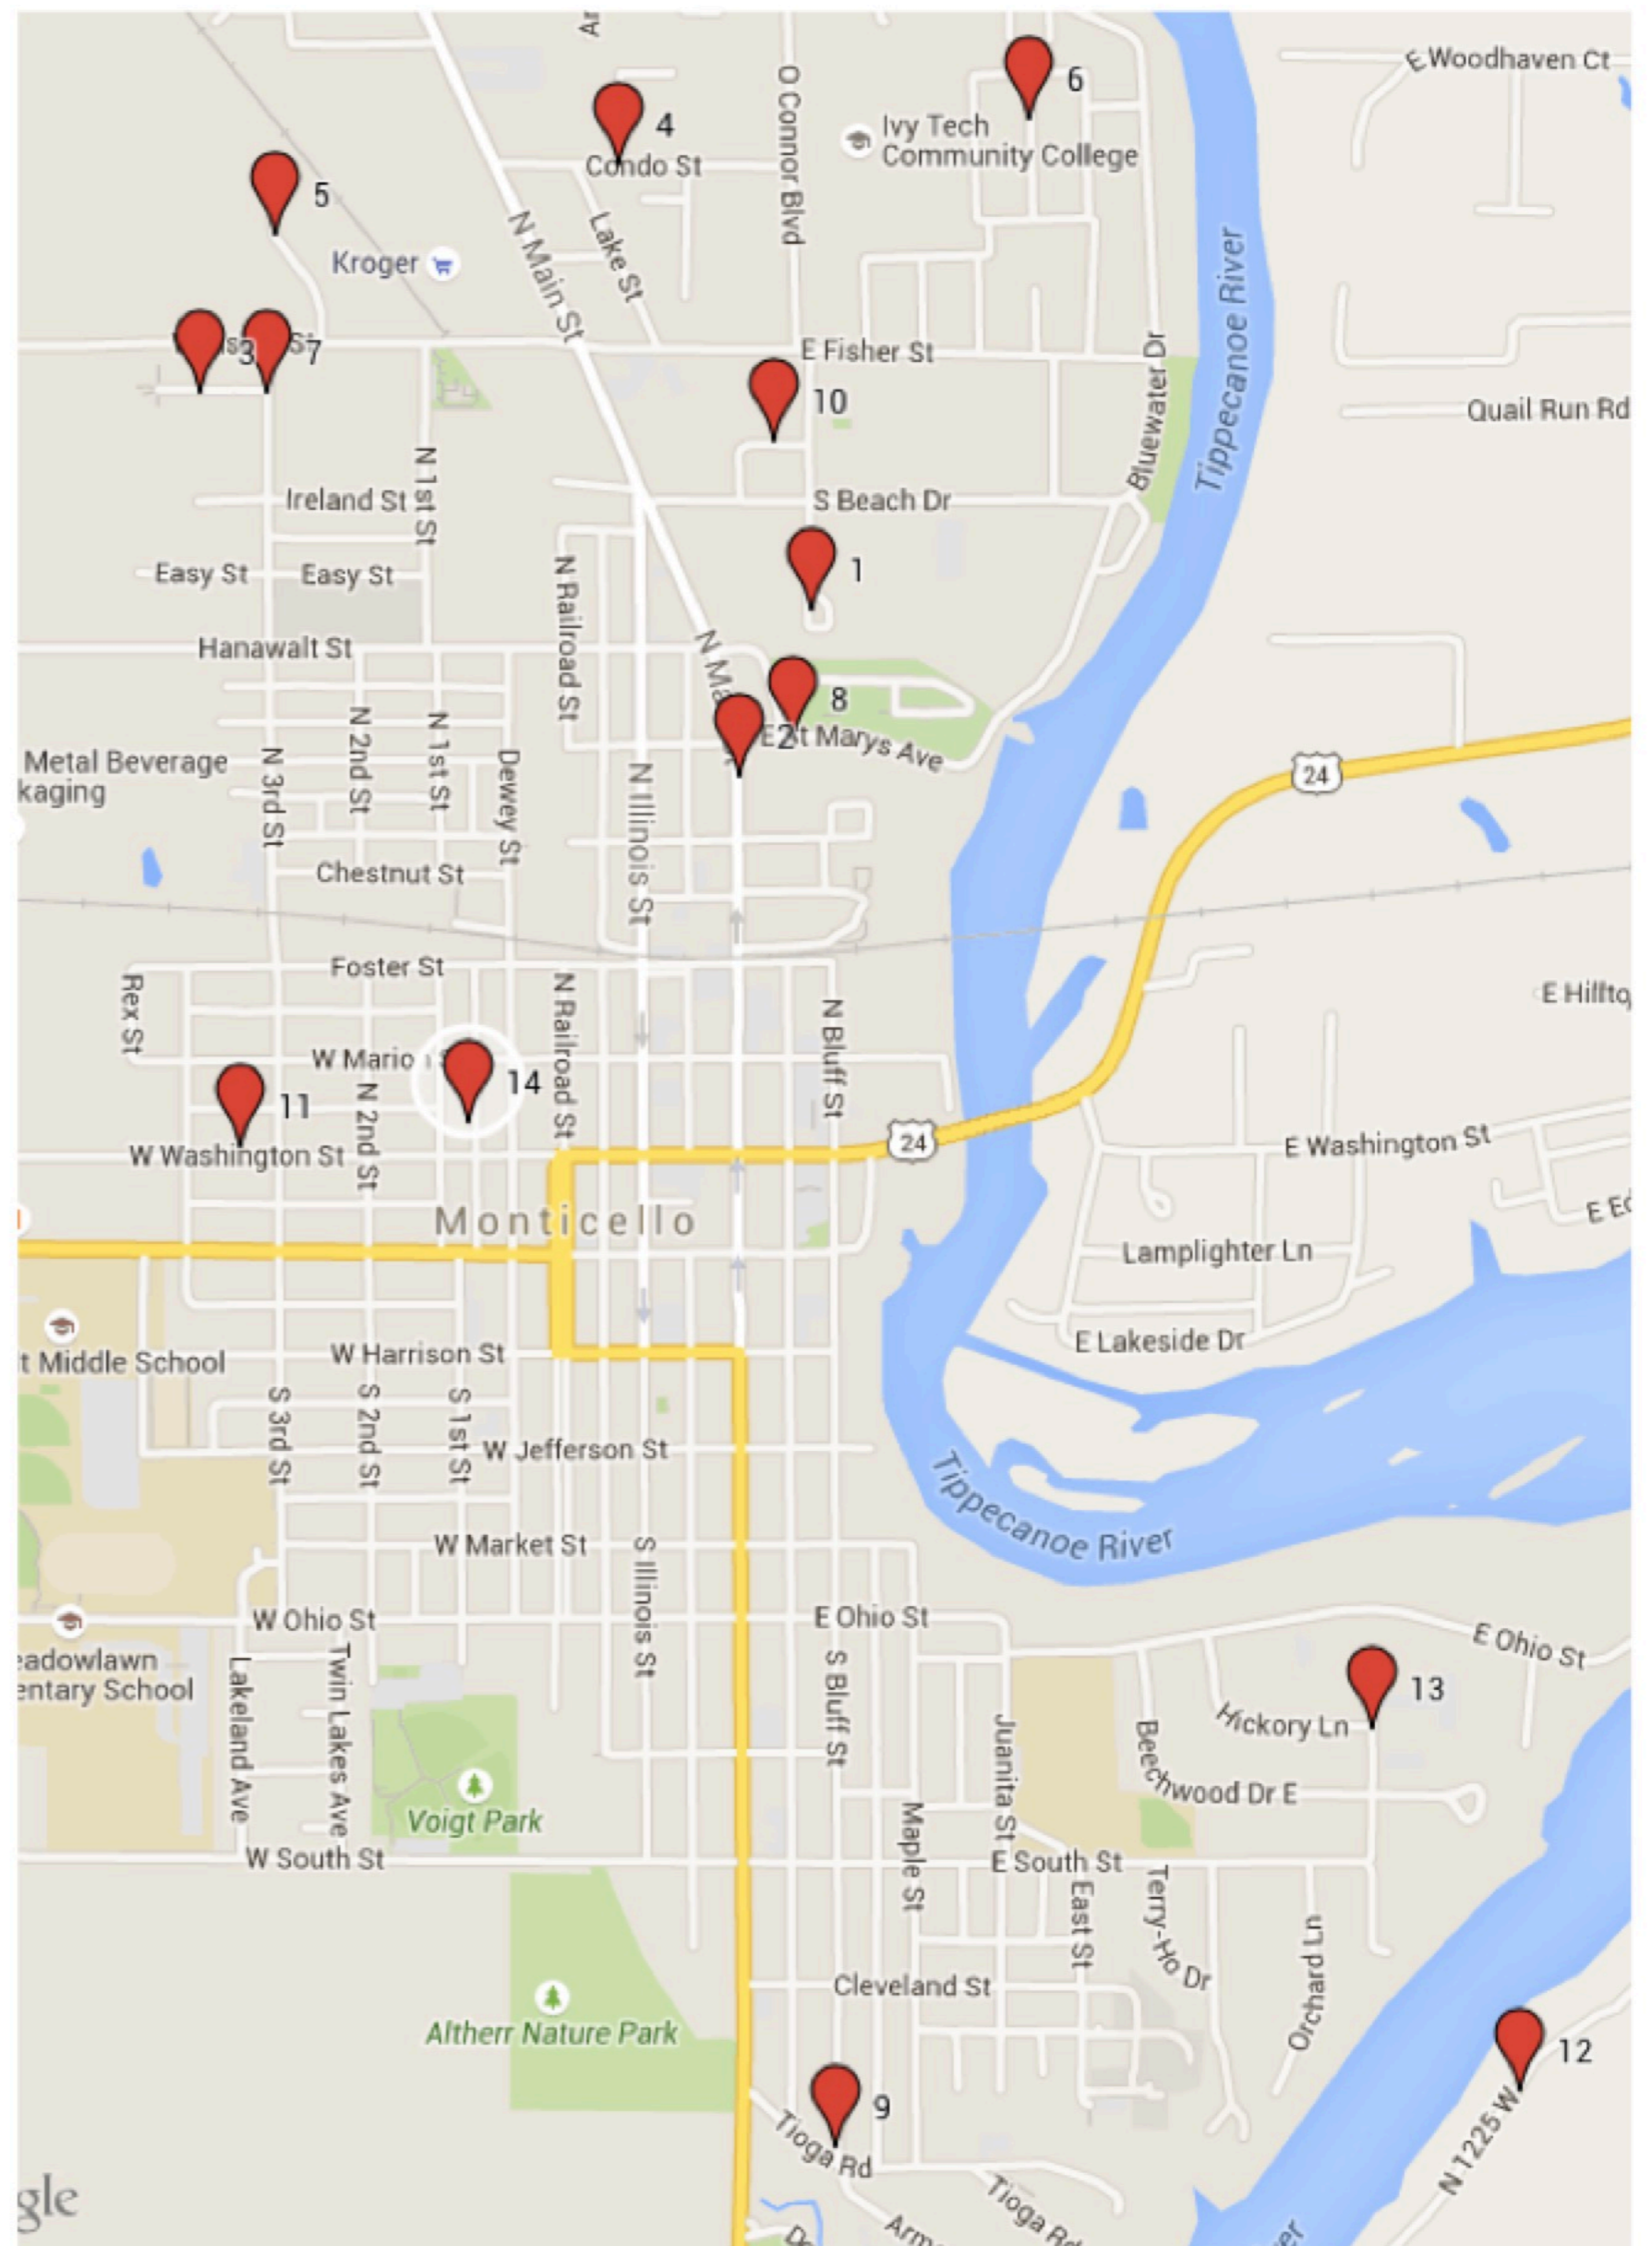 Ar
E Woodhaven Ct
6
4
Condo St
O Connor Blvd
Ivy Tech
Community College
5
Kroger
N Main St
Lake St
Tippecanoe River
3
7
St
E Fisher St
10
Bluewater Dr
Quail Run Rd
N 1st St
Ireland St
S Beach Dr
Easy St
Easy St
N Railroad St
1
Hanawalt St
N Ma
8
2
E St Marys Ave
24
Metal Beverage
kaging
N 3rd St
N 2nd St
N 1st St
Dewey St
N Illinois St
Chestnut St
Foster St
Rex St
N Railroad St
N Bluff St
E Hillto
W Mario
14
11
N 2nd St
W Washington St
24
E Washington St
Monticello
E Ed
Lamplighter Ln
E Lakeside Dr
t Middle School
W Harrison St
S 3rd St
S 2nd St
S 1st St
W Jefferson St
Tippecanoe River
W Market St
S Illinois St
W Ohio St
E Ohio St
E Ohio St
eadowlawn
entary School
Lakeland Ave
Twin Lakes Ave
S Bluff St
13
Hickory Ln
Juanita St
Beechwood Dr E
Voigt Park
Maple St
W South St
E South St
East St
Terry-Ho Dr
Orchard Ln
Cleveland St
Altherr Nature Park
12
9
Tioga Rd
N 1225 W
Tioga Rd
gle
Arm
De
er